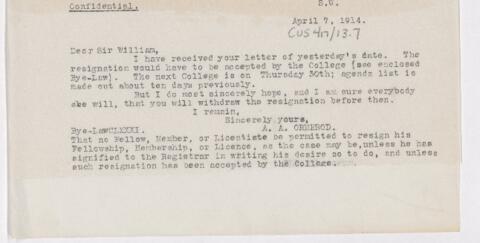 Confidential.
S.W.
April 7, 1914.
CUS4n/13.7
Dear Sir William,
I have received your letter of yesterday's date. The
resignation would have to be accepted by the College (see enclosed
Bye-Law). The next College is on Thursday 30th; agenda list is
made out about ten days previously.
But I do most sincerely hope, and I am sure everybody
else will, that you will withdraw the resignation before then.
I remain,
Sincerely yours,
Bye-LawCLXXXI. A. A. ORMEROD.
That no Fellow, Member, or Licentiate be permitted to resign his
Fellowship, Membership, or Licence, as the case may be,unless he has
signified to the Registrar in writing his desire so to do, and unless
such resignation has been accepted by the College.